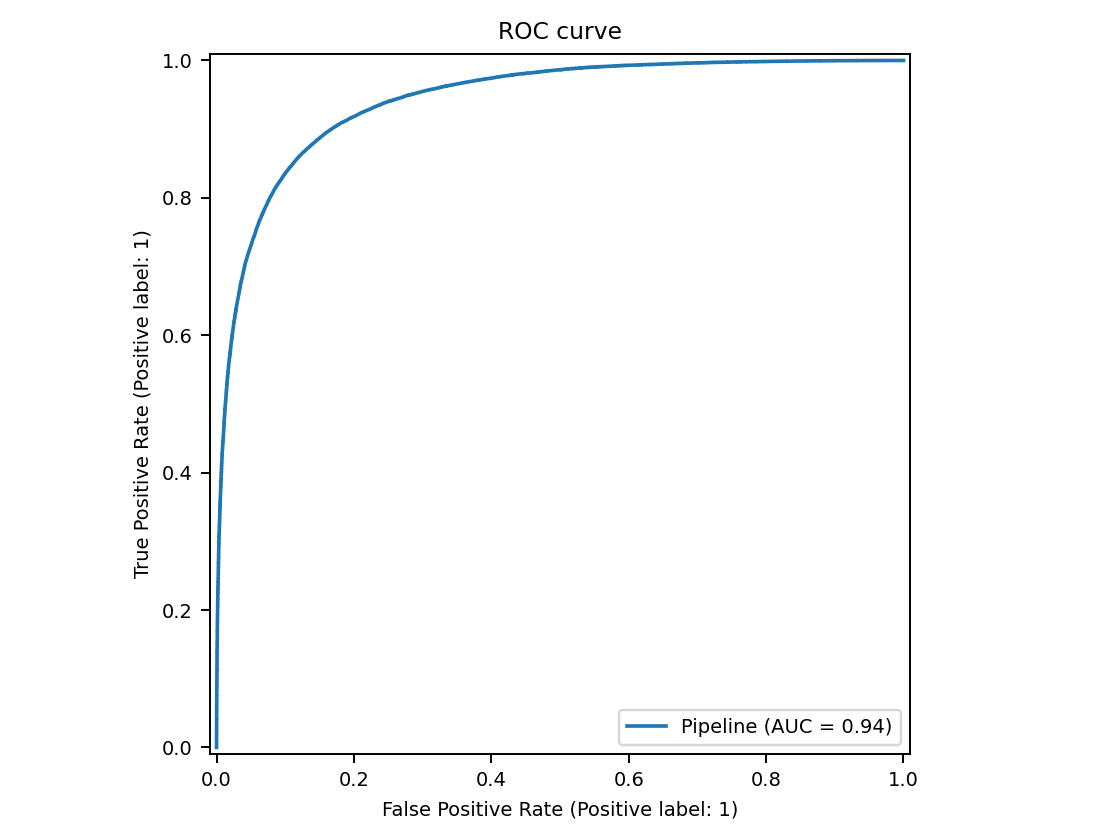 ROC curve
1.0
0.8
0.6
0.4
0.2
0.0
True Positive Rate (Positive label: 1)
Pipeline (AUC = 0.94)
0.0 0.2 0.4 0.6 0.8 1.0
False Positive Rate (Positive label: 1)